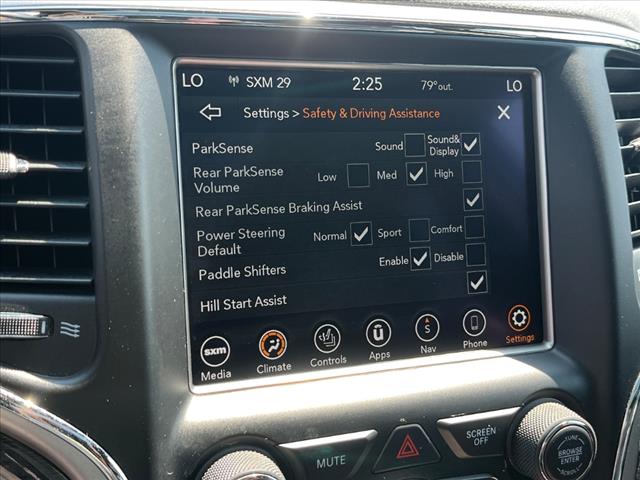 LO SXM 29 2:25 79°out. LO
Settings > Safety & Driving Assistance
ParkSense Sound Sound& Display
Rear ParkSense Volume Low Med High
Rear ParkSense Braking Assist
Power Steering Default Normal Sport Comfort
Paddle Shifters Enable Disable
Hill Start Assist
sxm
Media Climate Controls Apps Nav Phone Settings
S
MUTE
SCREEN OFF
TUNE
BROWSE
ENTER
SCROLL